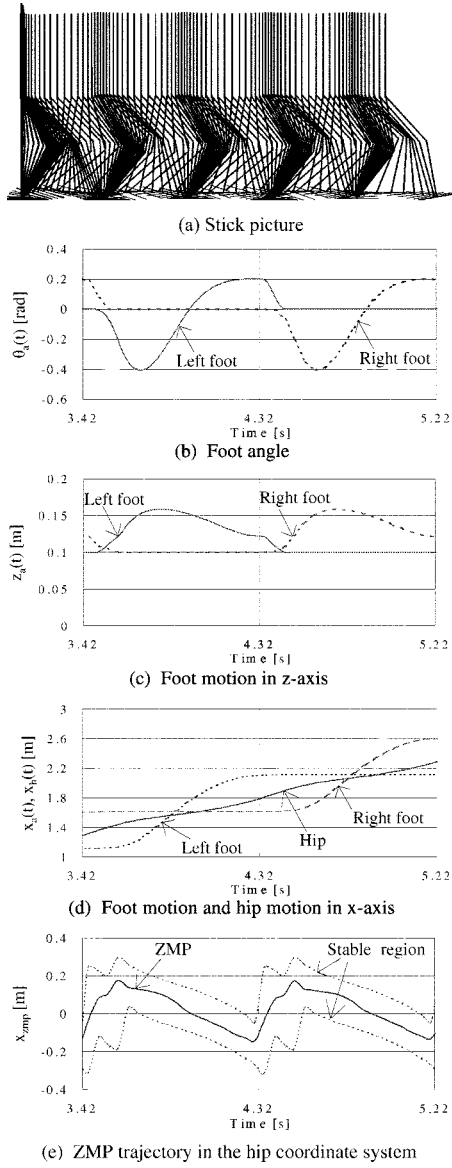 (a) Stick picture
0.4
0.2
0
-0.2
-0.4
-0.6
θa(t) [rad]
Left foot
Right foot
3.42 4.32 5.22
Time [s]
(b) Foot angle
0.2
0.15
0.1
0.05
0
za(t) [m]
Left foot
Right foot
3.42 4.32 5.22
Time [s]
(c) Foot motion in z-axis
3
2.6
2.2
1.8
1.4
1
xa(t), xh(t) [m]
Left foot
Hip
Right foot
3.42 4.32 5.22
Time [s]
(d) Foot motion and hip motion in x-axis
0.4
0.2
0
-0.2
-0.4
xzmp [m]
ZMP
Stable region
3.42 4.32 5.22
Time [s]
(e) ZMP trajectory in the hip coordinate system